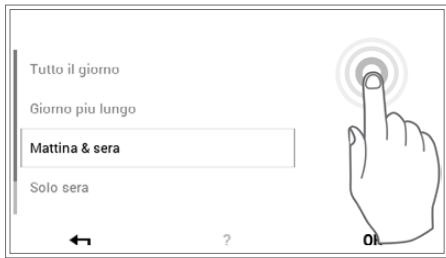 Tutto il giorno
Giorno piu lungo
Mattina & sera
Solo sera
?